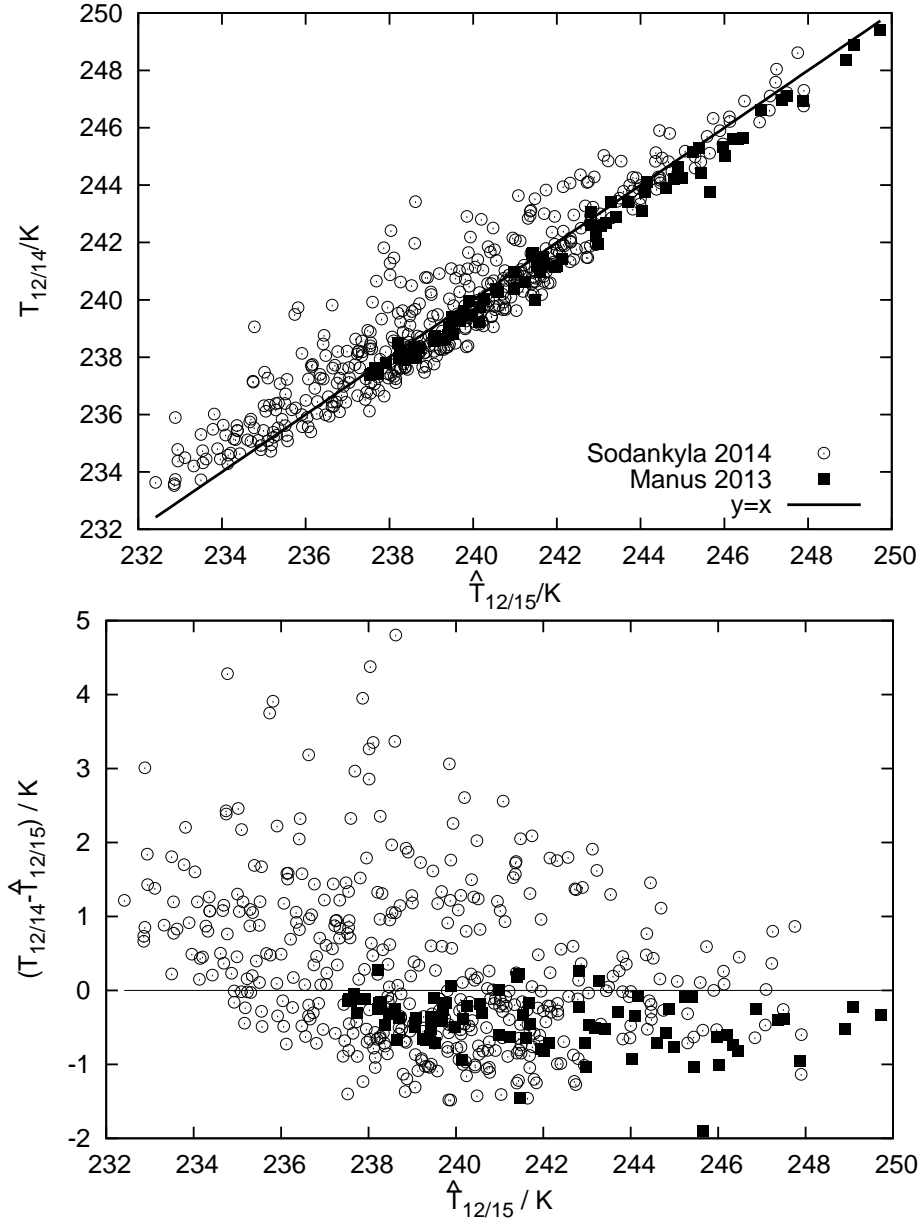 250
248
246
244
242
240
238
236
234
232
T12/14/K
Sodankyla 2014
Manus 2013
y=x
232 234 236 238 240 242 244 246 248 250
T̂12/15/K
5
4
3
2
1
0
-1
-2
(T12/14-T̂12/15) / K
232 234 236 238 240 242 244 246 248 250
T̂12/15 / K